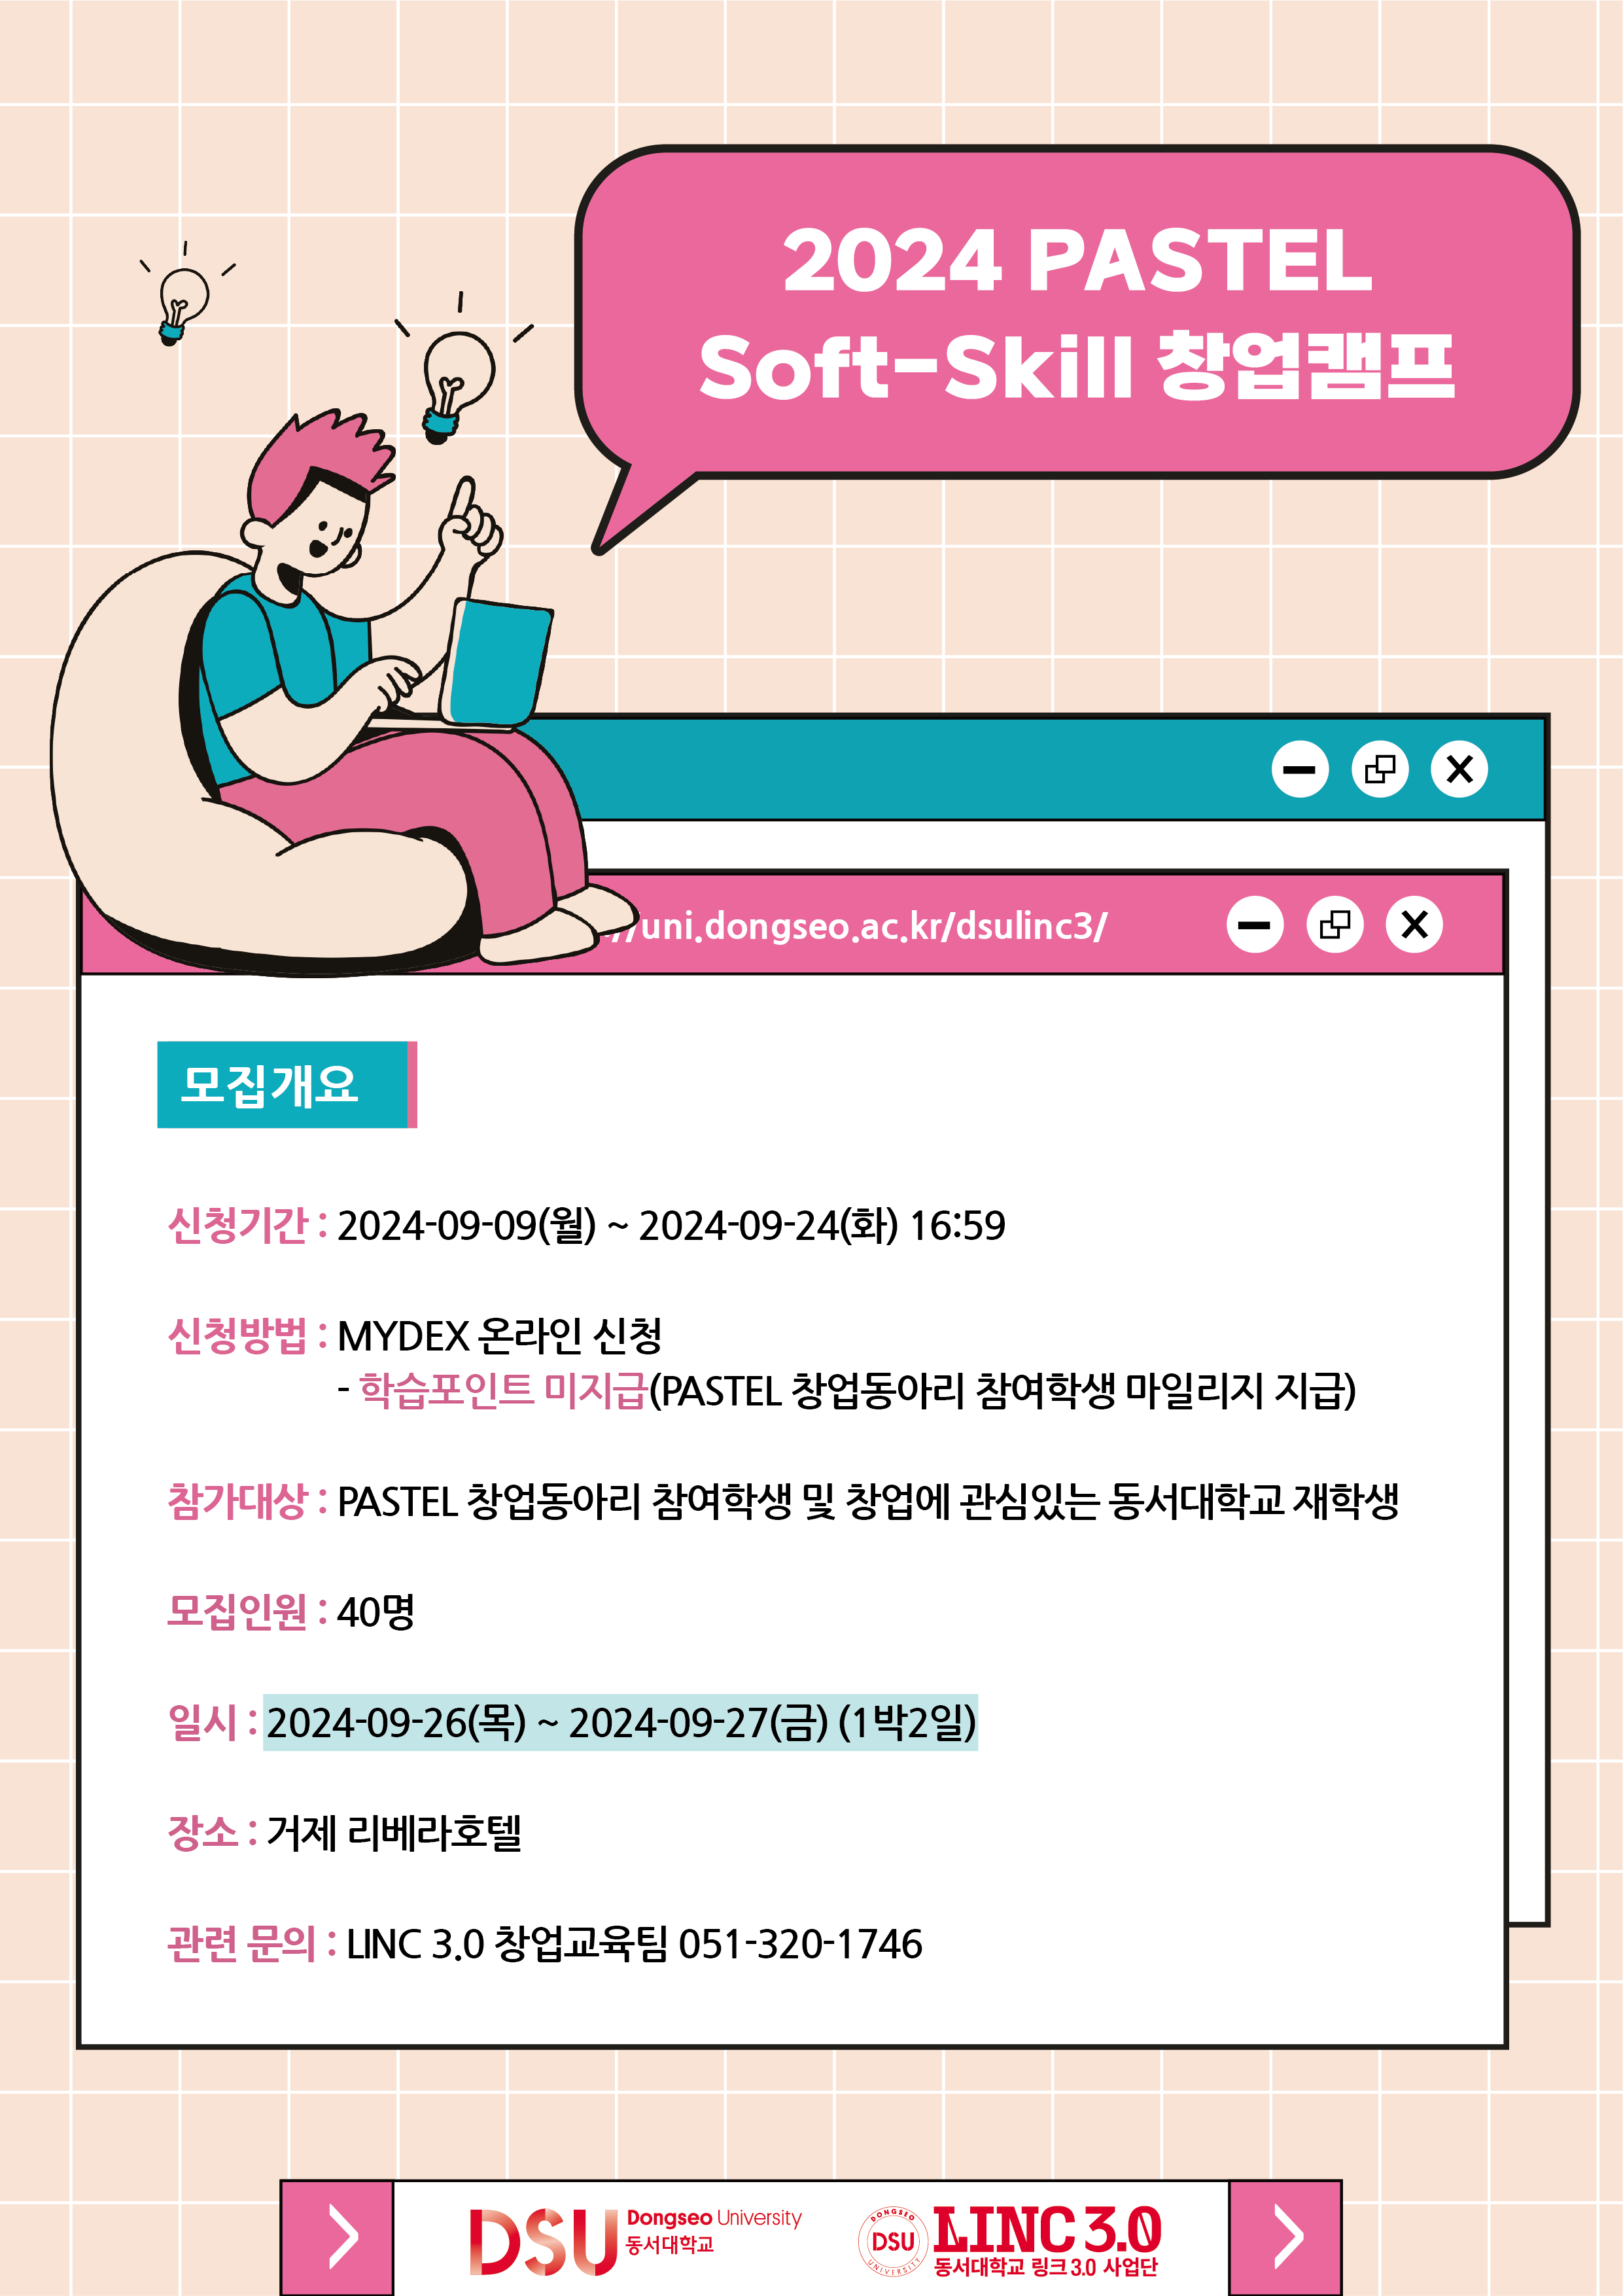 2024 PASTEL
Soft-Skill 창업캠프
//uni.dongseo.ac.kr/dsulinc3/
모집개요
신청기간 : 2024-09-09(월) ~ 2024-09-24(화) 16:59
신청방법 : MYDEX 온라인 신청
- 학습포인트 미지급(PASTEL 창업동아리 참여학생 마일리지 지급)
참가대상 : PASTEL 창업동아리 참여학생 및 창업에 관심있는 동서대학교 재학생
모집인원 : 40명
일시 : 2024-09-26(목) ~ 2024-09-27(금) (1박2일)
장소 : 거제 리베라호텔
관련 문의 : LINC 3.0 창업교육팀 051-320-1746
DSU Dongseo University
동서대학교
DONGSEO
DSU
UNIVERSITY
LINC 3.0
동서대학교 링크 3.0 사업단